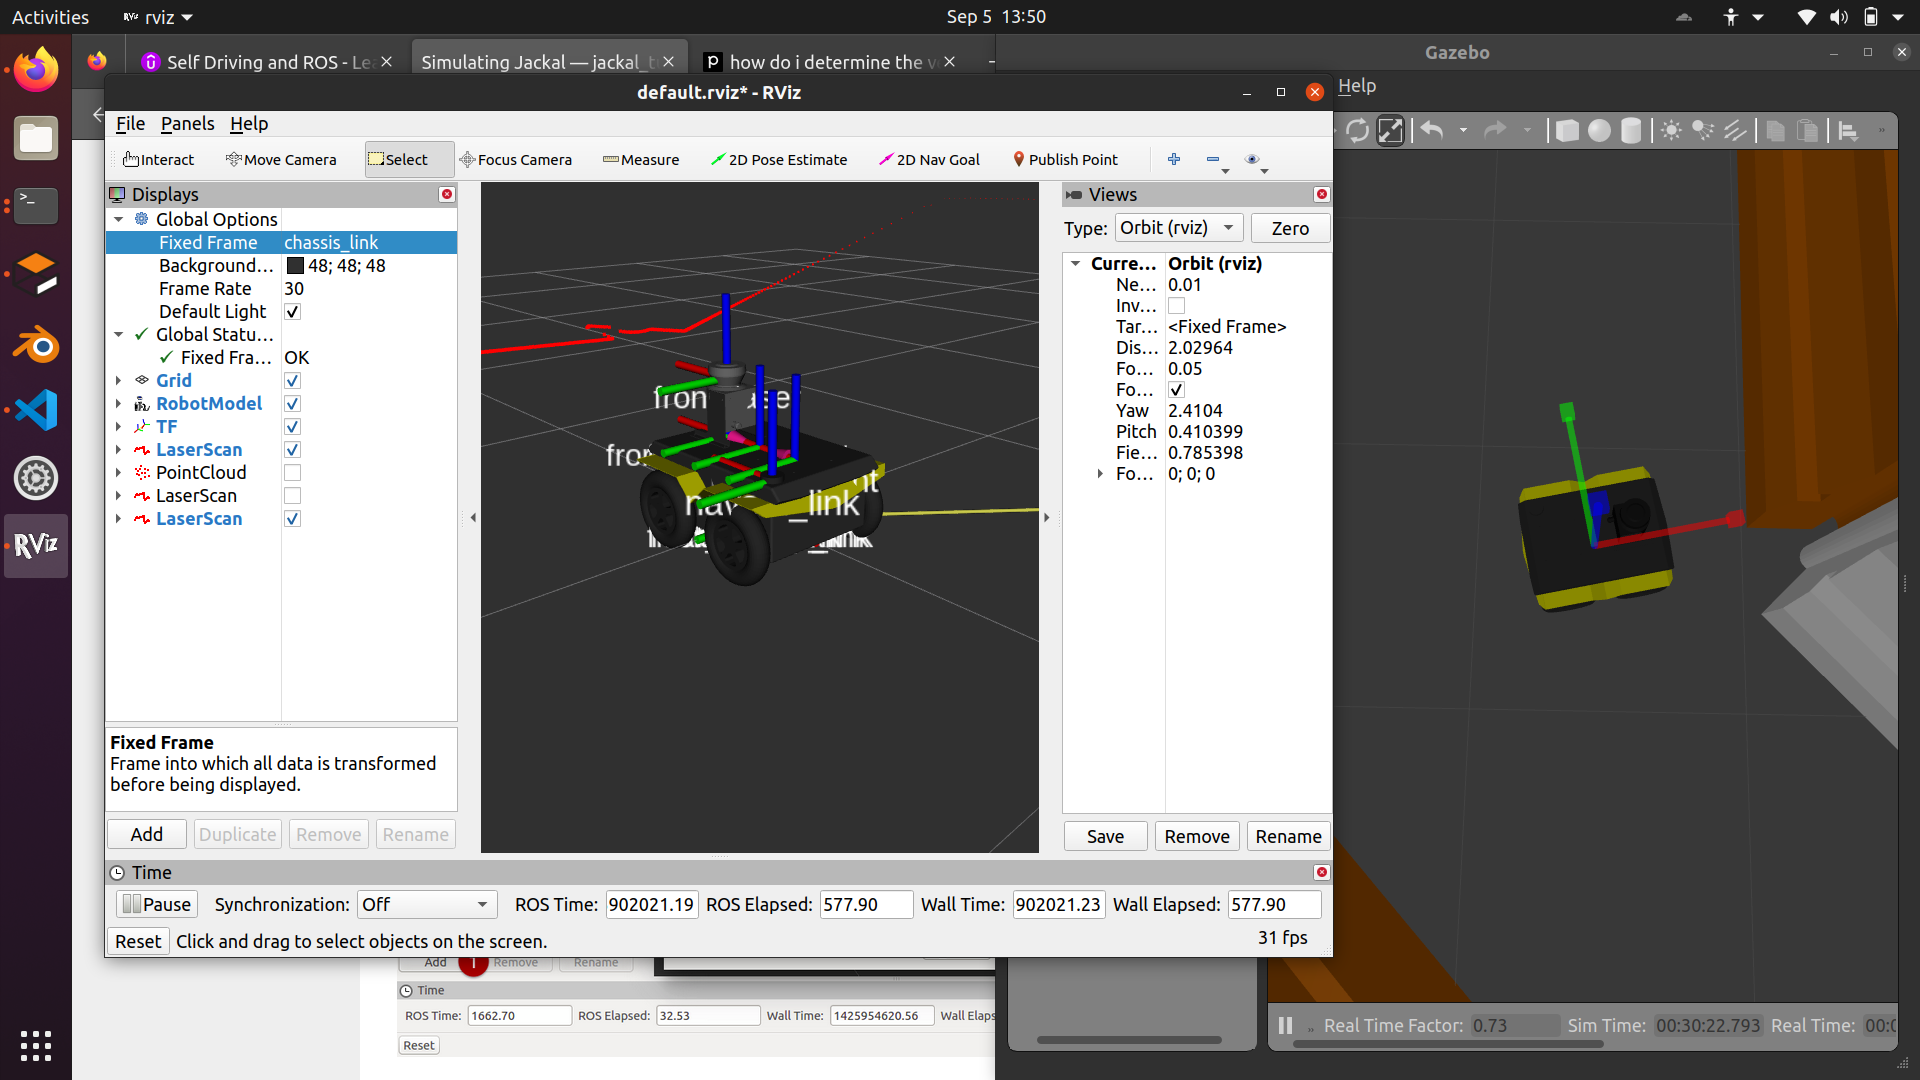 Activities
rviz
Sep 5 13:50
Self Driving and ROS - Le
Simulating Jackal — jackal_t
how do i determine the v
Gazebo
default.rviz* - RViz
Help
File Panels Help
Interact Move Camera Select Focus Camera Measure 2D Pose Estimate 2D Nav Goal Publish Point
Displays
Global Options
Fixed Frame chassis_link
Background... 48; 48; 48
Frame Rate 30
Default Light
Global Statu...
Fixed Fra... OK
Grid
RobotModel
TF
LaserScan
PointCloud
LaserScan
LaserScan
Fixed Frame
Frame into which all data is transformed
before being displayed.
Add Duplicate Remove Rename
_link
Views
Type: Orbit (rviz) Zero
Curre... Orbit (rviz)
Ne... 0.01
Inv...
Tar... <Fixed Frame>
Dis... 2.02964
Fo... 0.05
Fo...
Yaw 2.4104
Pitch 0.410399
Fie... 0.785398
Fo... 0; 0; 0
Save Remove Rename
Time
Pause Synchronization: Off ROS Time: 902021.19 ROS Elapsed: 577.90 Wall Time: 902021.23 Wall Elapsed: 577.90
Reset Click and drag to select objects on the screen. 31 fps
Add Remove Rename
Time
ROS Time: 1662.70 ROS Elapsed: 32.53 Wall Time: 1425954620.56 Wall Elaps
Reset
Real Time Factor: 0.73 Sim Time: 00:30:22.793 Real Time: 00:0
RViz